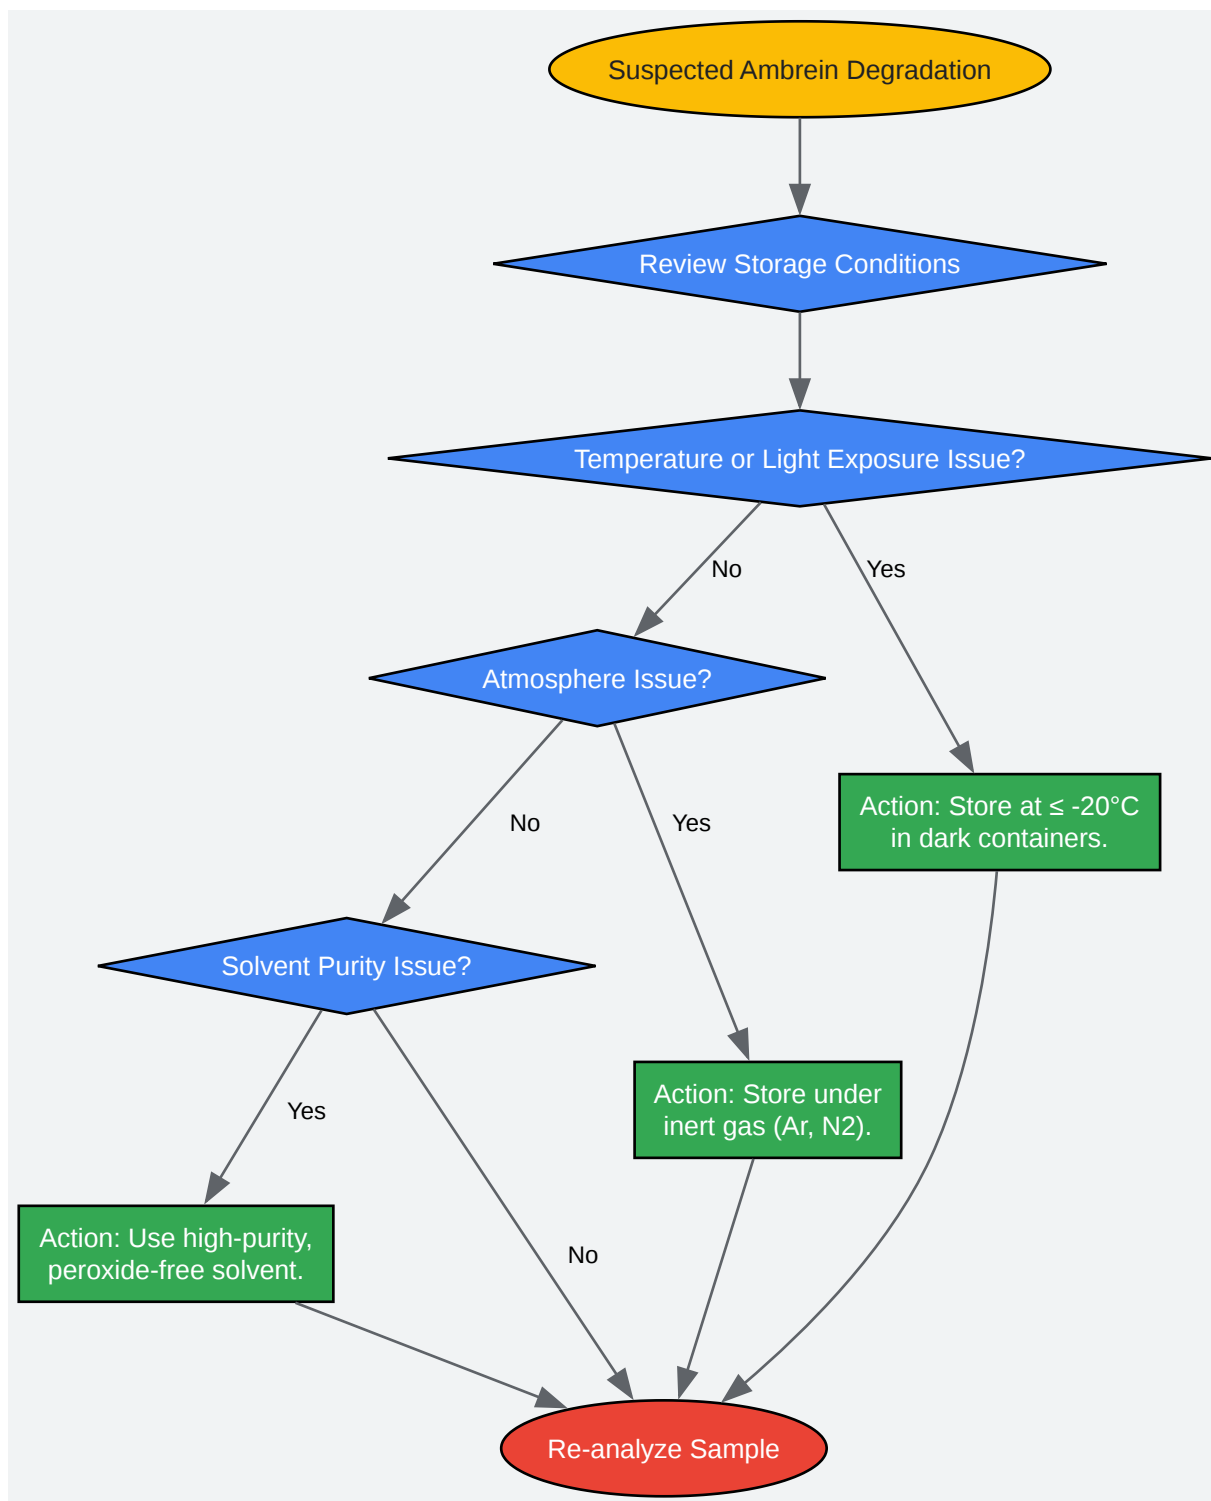 Suspected Ambrein Degradation
Review Storage Conditions
Temperature or Light Exposure Issue?
No
Yes
Atmosphere Issue?
Action: Store at ≤ -20°C
in dark containers.
No
Yes
Solvent Purity Issue?
Action: Store under
inert gas (Ar, N2).
Yes
Action: Use high-purity,
peroxide-free solvent.
No
Re-analyze Sample